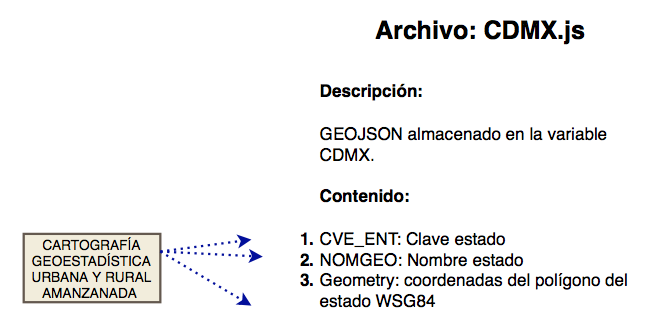 Archivo: CDMX.js
Descripción:
GEOJSON almacenado en la variable
CDMX.
Contenido:
CARTOGRAFÍA
GEOESTADÍSTICA
URBANA Y RURAL
AMANZANADA
1. CVE_ENT: Clave estado
2. NOMGEO: Nombre estado
3. Geometry: coordenadas del polígono del
estado WSG84